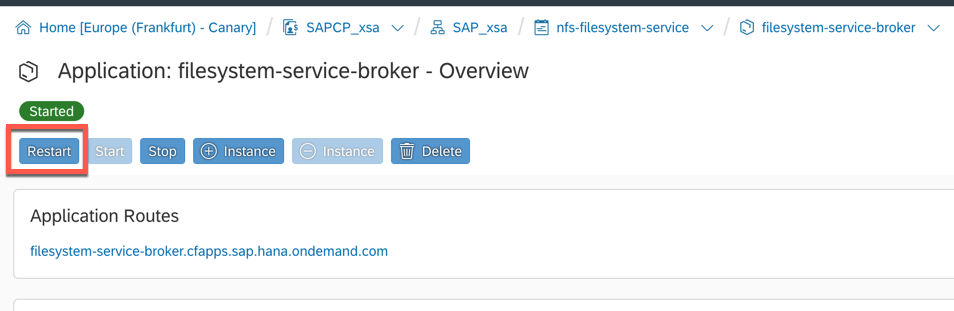 Home [Europe (Frankfurt) - Canary] / SAPCP_xsa / SAP_xsa / nfs-filesystem-service / filesystem-service-broker
Application: filesystem-service-broker - Overview
Started
Restart Start Stop Instance Instance Delete
Application Routes
filesystem-service-broker.cfapps.sap.hana.ondemand.com